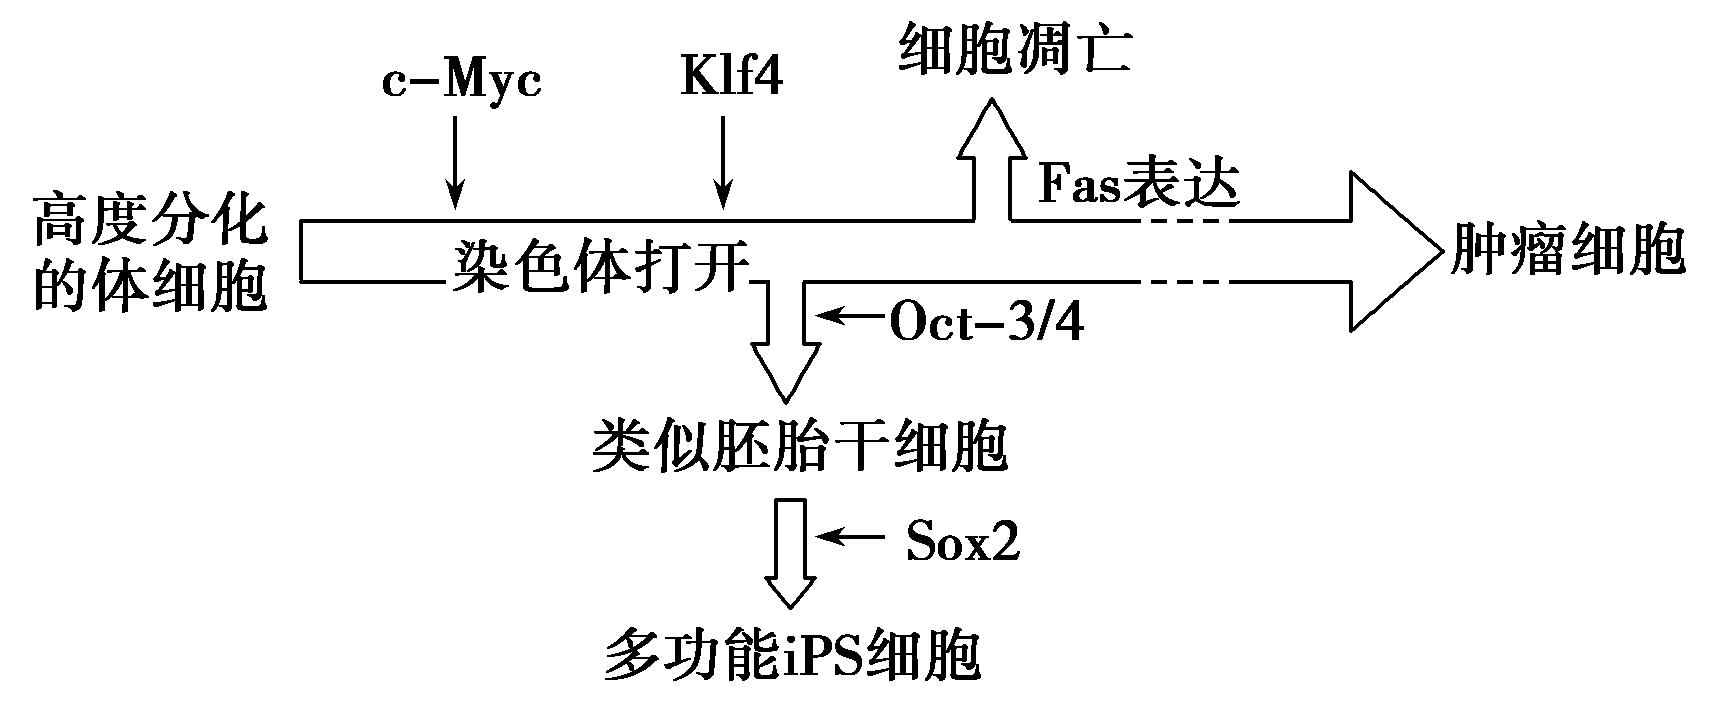 细胞凋亡
c-Myc
Klf4
Fas表达
高度分化
的体细胞
染色体打开
肿瘤细胞
Oct-3/4
类似胚胎干细胞
Sox2
多功能iPS细胞